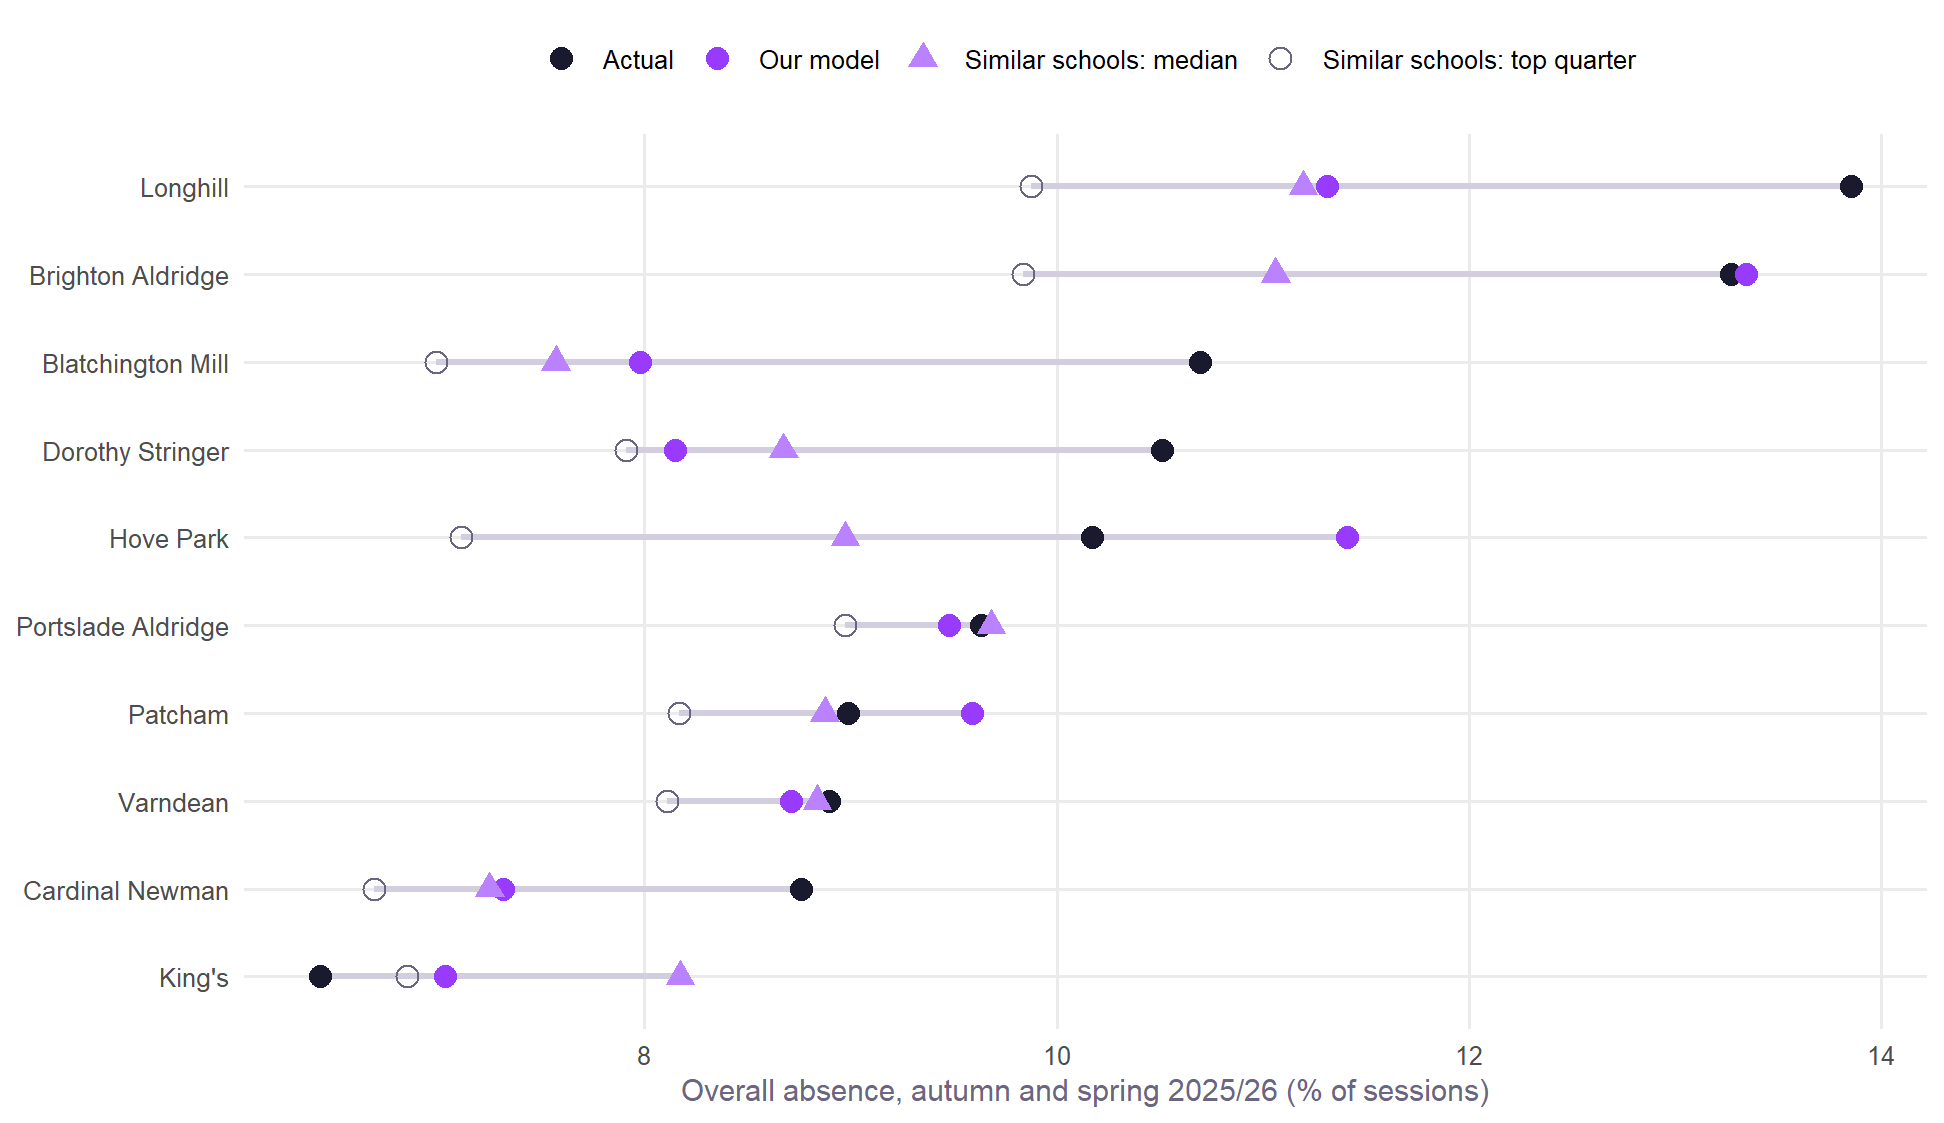 Actual Our model Similar schools: median Similar schools: top quarter
Longhill
Brighton Aldridge
Blatchington Mill
Dorothy Stringer
Hove Park
Portslade Aldridge
Patcham
Varndean
Cardinal Newman
King's
8 10 12 14
Overall absence, autumn and spring 2025/26 (% of sessions)